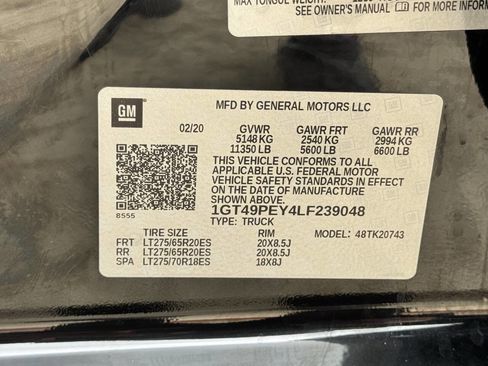 MAX TONGUE WEIGHT:
SEE OWNER'S MANUAL FOR MORE INFORM
GM
MFD BY GENERAL MOTORS LLC
02/20 GVWR GAWR FRT GAWR RR
5148 KG 2540 KG 2994 KG
11350 LB 5600 LB 6600 LB
THIS VEHICLE CONFORMS TO ALL
APPLICABLE U.S. FEDERAL MOTOR
VEHICLE SAFETY STANDARDS IN EFFECT
ON THE DATE OF MANUFACTURE SHOWN ABOVE.
1GT49PEY4LF239048
8555 TYPE: TRUCK
TIRE SIZE RIM MODEL: 48TK20743
FRT LT275/65R20ES 20X8.5J
RR LT275/65R20ES 20X8.5J
SPA LT275/70R18ES 18X8J